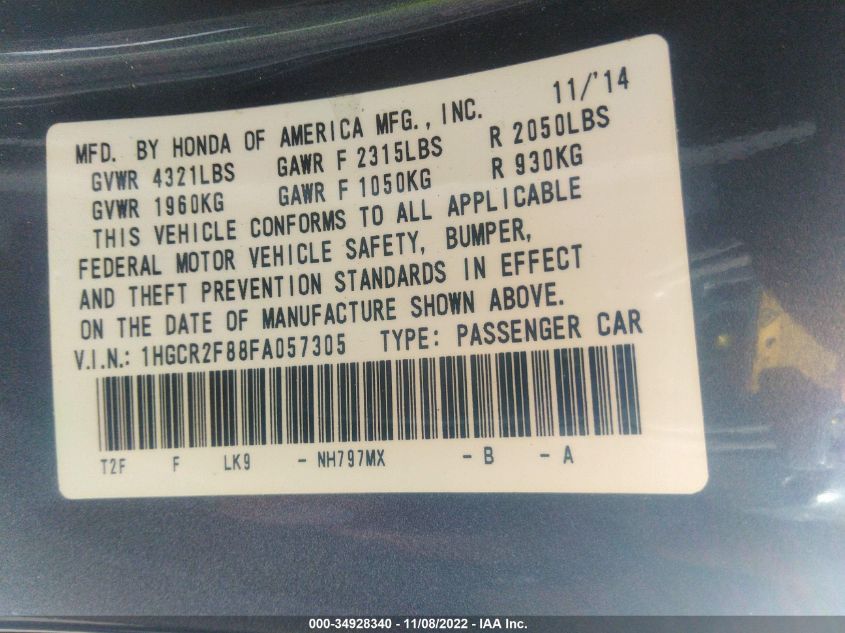 11/'14
MFD. BY HONDA OF AMERICA MFG., INC.
GVWR 4321LBS GAWR F 2315LBS R 2050LBS
GVWR 1960KG GAWR F 1050KG R 930KG
THIS VEHICLE CONFORMS TO ALL APPLICABLE
FEDERAL MOTOR VEHICLE SAFETY, BUMPER,
AND THEFT PREVENTION STANDARDS IN EFFECT
ON THE DATE OF MANUFACTURE SHOWN ABOVE.
V.I.N.: 1HGCR2F88FA057305 TYPE: PASSENGER CAR
T2F F LK9 - NH797MX - B - A
000-34928340 - 11/08/2022 - IAA Inc.